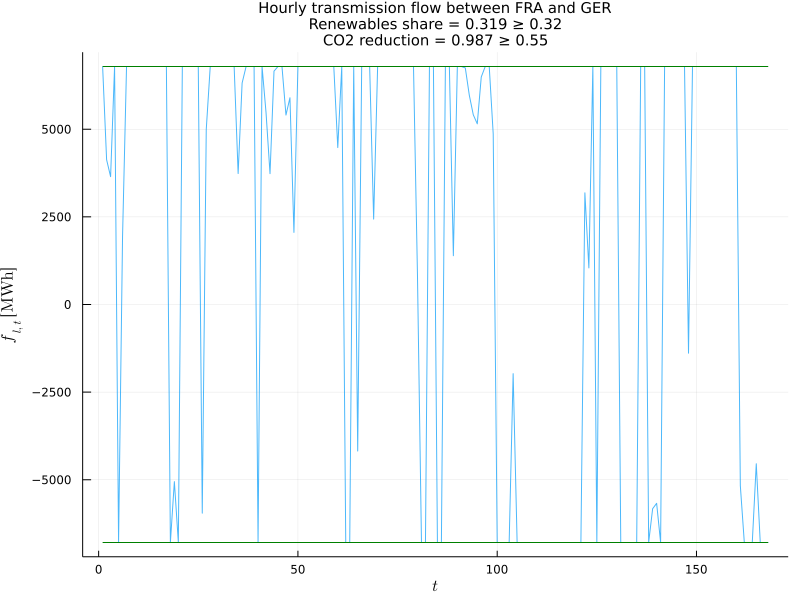 Hourly transmission flow between FRA and GER
Renewables share = 0.319 ≥ 0.32
CO2 reduction = 0.987 ≥ 0.55
5000
2500
0
−2500
−5000
f l,t [MWh]
0
50
100
150
t